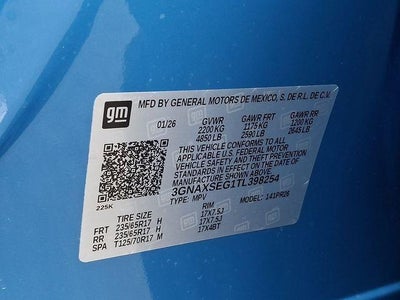 gm
MFD BY GENERAL MOTORS DE MEXICO, S. DE R.L. DE C.V.
01/26 GVWR GAWR FRT GAWR RR
2200 KG 1175 KG 1200 KG
4850 LB 2590 LB 2645 LB
THIS VEHICLE CONFORMS TO ALL
APPLICABLE U.S. FEDERAL MOTOR
VEHICLE SAFETY AND
THEFT PREVENTION STANDARDS
IN EFFECT ON THE DATE OF
MANUFACTURE SHOWN ABOVE.
3GNAXSEG1TL398254
TYPE: MPV MODEL: 141PR26
225K
TIRE SIZE RIM
FRT 235/65R17 H 17X7.5J
RR 235/65R17 H 17X7.5J
SPA T125/70R17 M 17X4BT